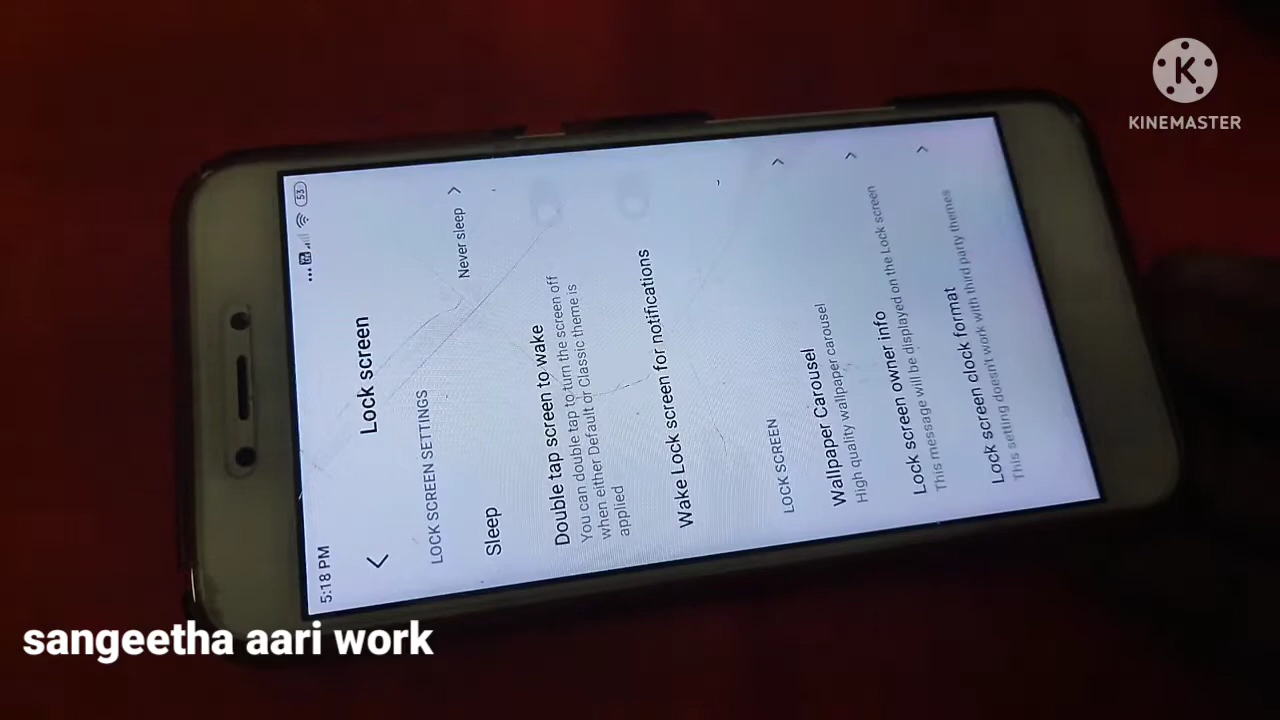 5:18 PM
53
Lock screen
LOCK SCREEN SETTINGS
Sleep
Never sleep
Double tap screen to wake
You can double tap to turn the screen off
when either Default or Classic theme is
applied
Wake Lock screen for notifications
LOCK SCREEN
Wallpaper Carousel
High quality wallpaper carousel
Lock screen owner info
This message will be displayed on the Lock screen
Lock screen clock format
This setting doesn't work with third party themes
K
KINEMASTER
sangeetha aari work